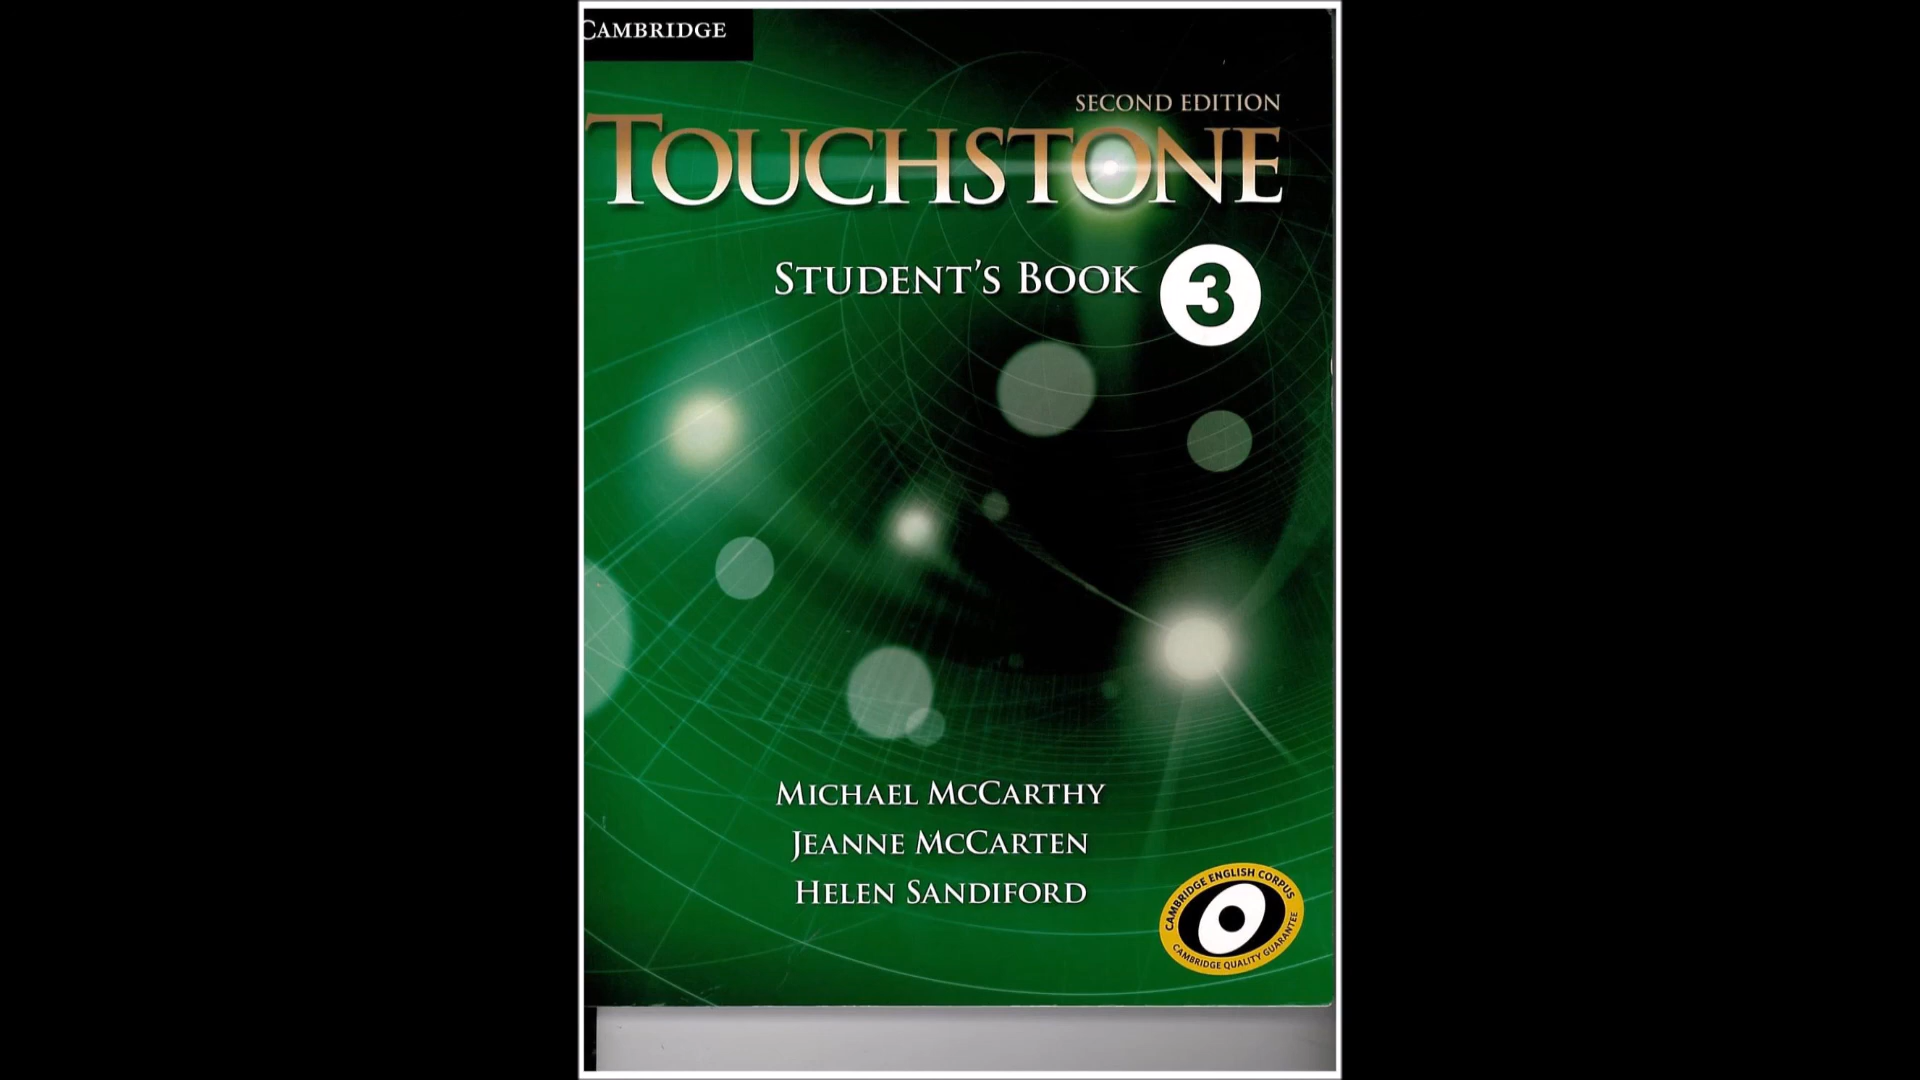 CAMBRIDGE
SECOND EDITION
TOUCHSTONE
STUDENT'S BOOK 3
MICHAEL MCCARTHY
JEANNE MCCARTEN
HELEN SANDIFORD
CAMBRIDGE ENGLISH CORPUS
CAMBRIDGE QUALITY GUARANTEE